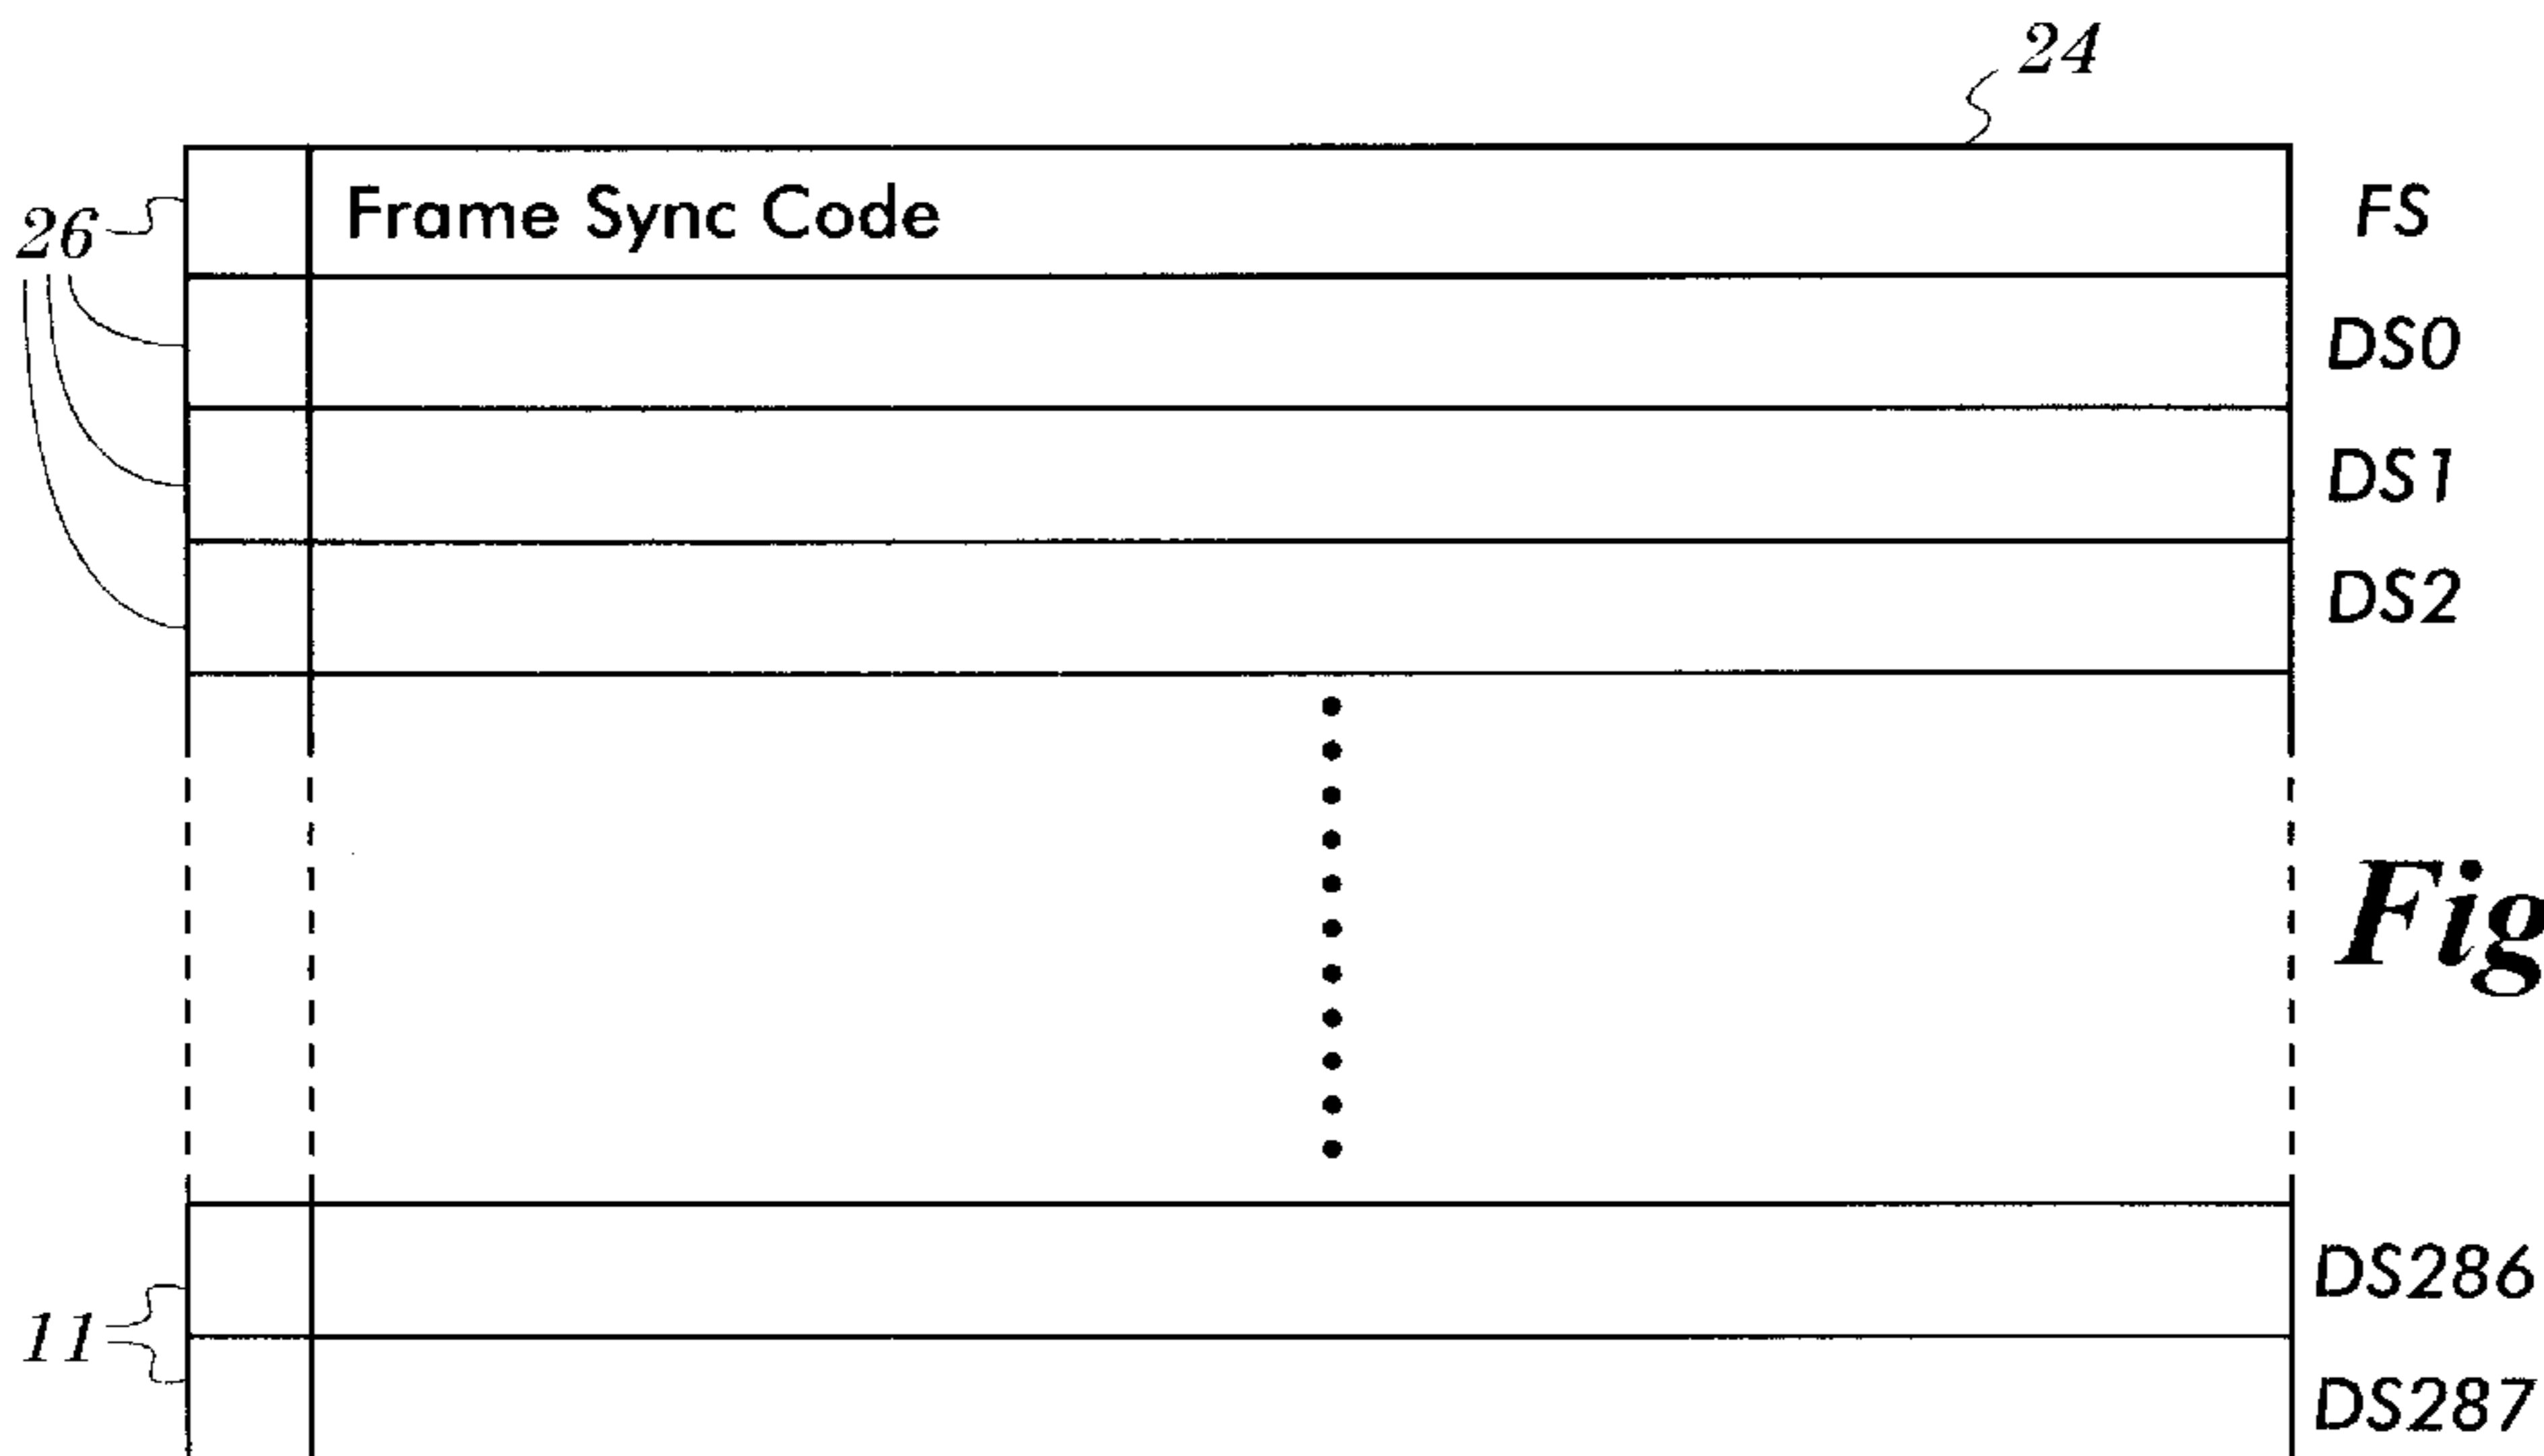 24
26
Frame Sync Code FS
DS0
DS1
DS2
Fig
DS286
11
DS287